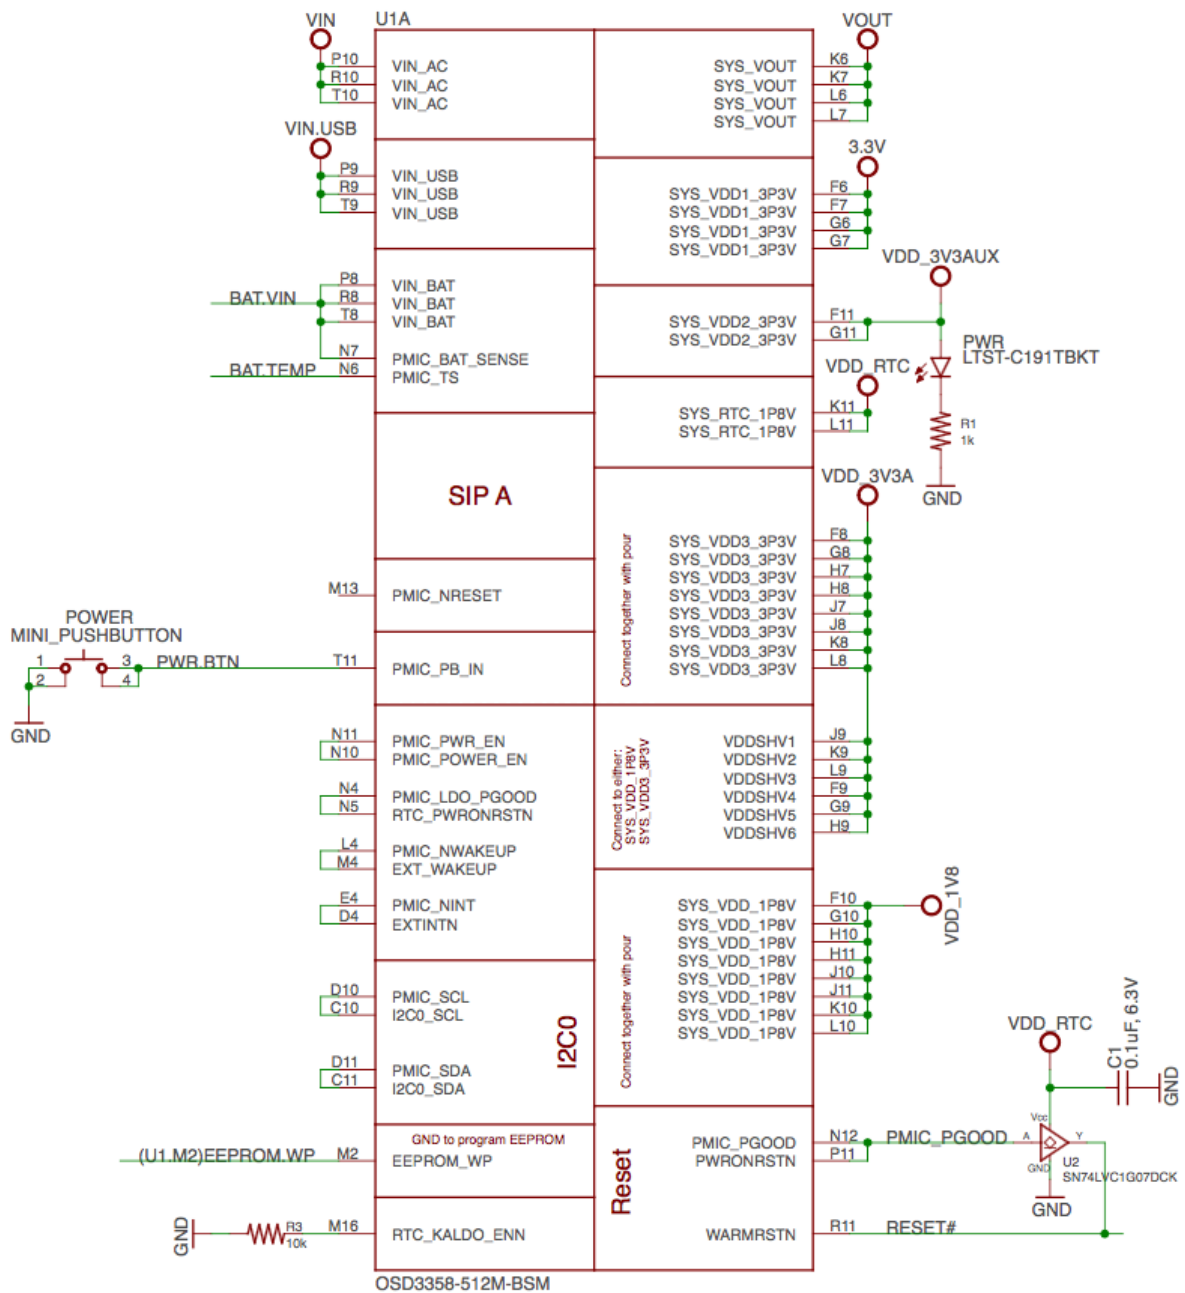 VIN
U1A
VOUT
P10 VIN_AC
R10 VIN_AC
T10 VIN_AC
SYS_VOUT K6
SYS_VOUT K7
SYS_VOUT L6
SYS_VOUT L7
VIN.USB
P9 VIN_USB
R9 VIN_USB
T9 VIN_USB
3.3V
SYS_VDD1_3P3V F6
SYS_VDD1_3P3V F7
SYS_VDD1_3P3V G6
SYS_VDD1_3P3V G7
P8 VIN_BAT
BAT.VIN R8 VIN_BAT
T8 VIN_BAT
N7 PMIC_BAT_SENSE
BAT.TEMP N6 PMIC_TS
VDD_3V3AUX
SYS_VDD2_3P3V F11
SYS_VDD2_3P3V G11
PWR
LTST-C191TBKT
R1
1k
GND
VDD_RTC
SYS_RTC_1P8V K11
SYS_RTC_1P8V L11
SIP A
VDD_3V3A
Connect together with pour
SYS_VDD3_3P3V F8
SYS_VDD3_3P3V G8
SYS_VDD3_3P3V H7
SYS_VDD3_3P3V H8
SYS_VDD3_3P3V J7
SYS_VDD3_3P3V J8
SYS_VDD3_3P3V K8
SYS_VDD3_3P3V L8
M13 PMIC_NRESET
POWER
MINI_PUSHBUTTON
1 3 PWR.BTN T11 PMIC_PB_IN
2 4
GND
N11 PMIC_PWR_EN
N10 PMIC_POWER_EN
N4 PMIC_LDO_PGOOD
N5 RTC_PWRONRSTN
L4 PMIC_NWAKEUP
M4 EXT_WAKEUP
E4 PMIC_NINT
D4 EXTINTN
Connect to either:
SYS_VDD_1P8V
SYS_VDD3_3P3V
VDDSHV1 J9
VDDSHV2 K9
VDDSHV3 L9
VDDSHV4 F9
VDDSHV5 G9
VDDSHV6 H9
Connect together with pour
SYS_VDD_1P8V F10
SYS_VDD_1P8V G10
SYS_VDD_1P8V H10
SYS_VDD_1P8V H11
SYS_VDD_1P8V J10
SYS_VDD_1P8V J11
SYS_VDD_1P8V K10
SYS_VDD_1P8V L10
VDD_1V8
D10 PMIC_SCL
C10 I2C0_SCL
I2C0
D11 PMIC_SDA
C11 I2C0_SDA
VDD_RTC
C1
0.1uF, 6.3V
GND
GND to program EEPROM
(U1.M2)EEPROM.WP M2 EEPROM_WP
Reset
PMIC_PGOOD N12 PMIC_PGOOD
PWRONRSTN P11
Vcc
A
Y
GND
U2
SN74LVC1G07DCK
GND
GND
R3
10k
M16 RTC_KALDO_ENN
WARMRSTN R11 RESET#
OSD3358-512M-BSM